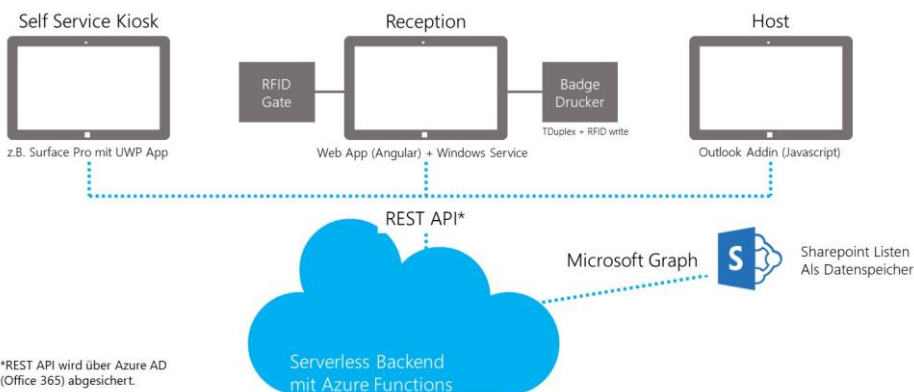 Self Service Kiosk
Reception
Host
RFID
Gate
Badge
Drucker
TDuplex + RFID write
z.B. Surface Pro mit UWP App
Web App (Angular) + Windows Service
Outlook Addin (Javascript)
REST API*
Microsoft Graph
S
Sharepoint Listen
Als Datenspeicher
*REST API wird über Azure AD
(Office 365) abgesichert.
Serverless Backend
mit Azure Functions